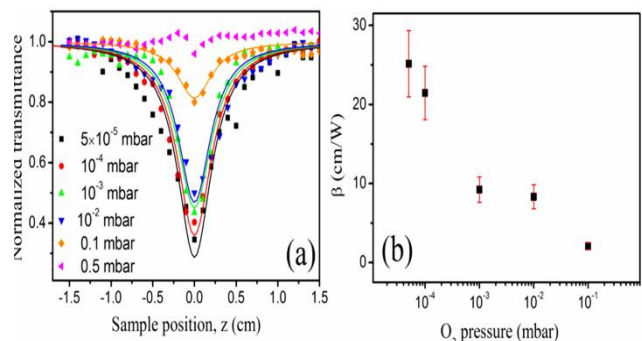 1.0
0.8
0.6
0.4
Normalized transmittance
5×10⁻⁵ mbar
10⁻⁴ mbar
10⁻³ mbar
10⁻² mbar
0.1 mbar
0.5 mbar
(a)
-1.5 -1.0 -0.5 0.0 0.5 1.0 1.5
Sample position, z (cm)
30
20
10
0
β (cm/W)
(b)
10⁻⁴ 10⁻³ 10⁻² 10⁻¹
O₂ pressure (mbar)